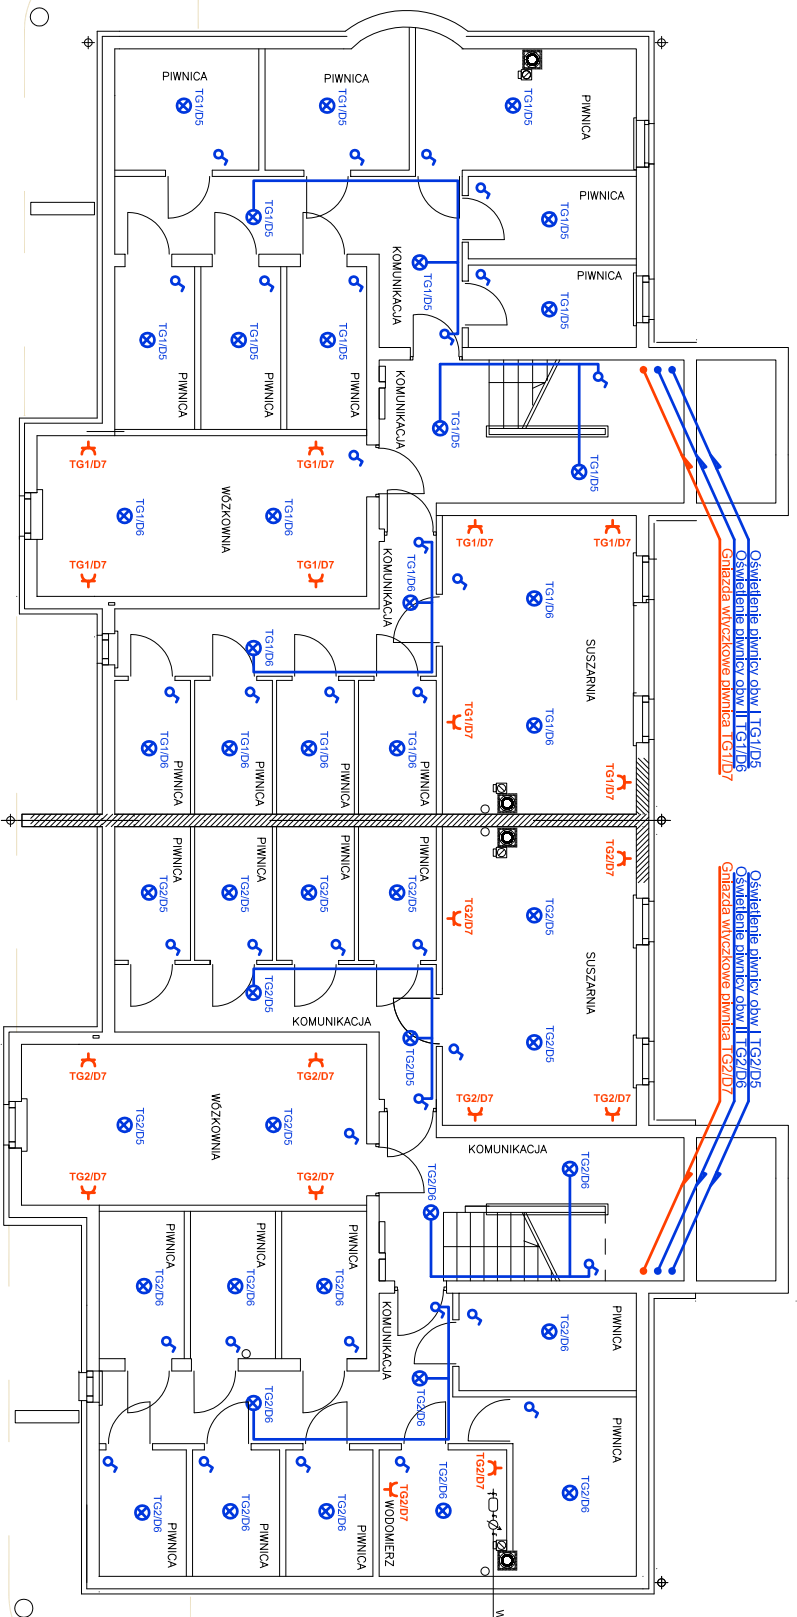 PIWNICA
TG1/D5
PIWNICA
TG1/D5
PIWNICA
TG1/D5
PIWNICA
TG1/D5
PIWNICA
TG1/D5
TG1/D5
KOMUNIKACJA
TG1/D5
TG1/D5
PIWNICA
TG1/D5
PIWNICA
TG1/D5
PIWNICA
KOMUNIKACJA
TG1/D5
TG1/D5
TG1/D7
TG1/D7
WÓZKOWNIA
TG1/D6
TG1/D6
TG1/D7
TG1/D7
TG1/D7
TG1/D7
KOMUNIKACJA
TG1/D6
TG1/D6
TG1/D6
SUSZARNIA
TG1/D6
TG1/D7
TG1/D7
TG1/D6
PIWNICA
TG1/D6
PIWNICA
TG1/D6
PIWNICA
TG1/D6
PIWNICA
Oświetlenie piwnicy obw I TG1/D5
Oświetlenie piwnicy obw II TG1/D6
Gniazda wtyczkowe piwnica TG1/D7
TG2/D5
PIWNICA
TG2/D5
PIWNICA
TG2/D5
PIWNICA
TG2/D5
PIWNICA
TG2/D7
TG2/D7
TG2/D5
SUSZARNIA
TG2/D5
TG2/D7
TG2/D7
Oświetlenie piwnicy obw I TG2/D5
Oświetlenie piwnicy obw II TG2/D6
Gniazda wtyczkowe piwnica TG2/D7
TG2/D5
KOMUNIKACJA
TG2/D5
TG2/D7
TG2/D7
TG2/D5
TG2/D5
WÓZKOWNIA
TG2/D7
TG2/D7
KOMUNIKACJA
TG2/D6
TG2/D6
PIWNICA
TG2/D6
PIWNICA
TG2/D6
PIWNICA
TG2/D6
KOMUNIKACJA
TG2/D6
TG2/D6
PIWNICA
TG2/D6
PIWNICA
TG2/D6
TG2/D6
PIWNICA
TG2/D6
PIWNICA
TG2/D6
PIWNICA
TG2/D7
WODOMIERZ
TG2/D6
TG2/D7
W